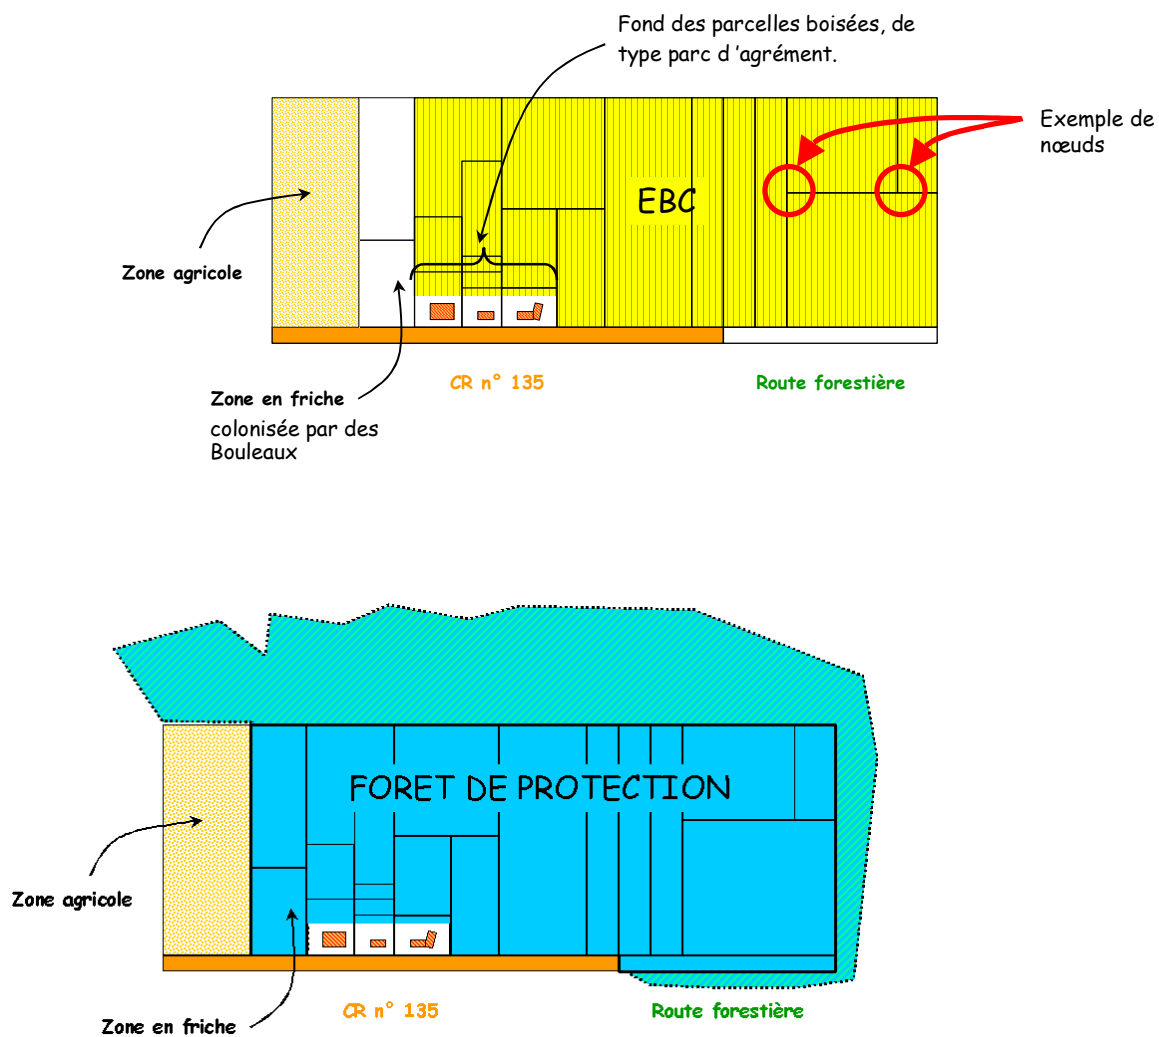 Fond des parcelles boisées, de
type parc d 'agrément.
Exemple de
nœuds
EBC
Zone agricole
CR n° 135
Route forestière
Zone en friche
colonisée par des
Bouleaux
FORET DE PROTECTION
Zone agricole
CR n° 135
Route forestière
Zone en friche